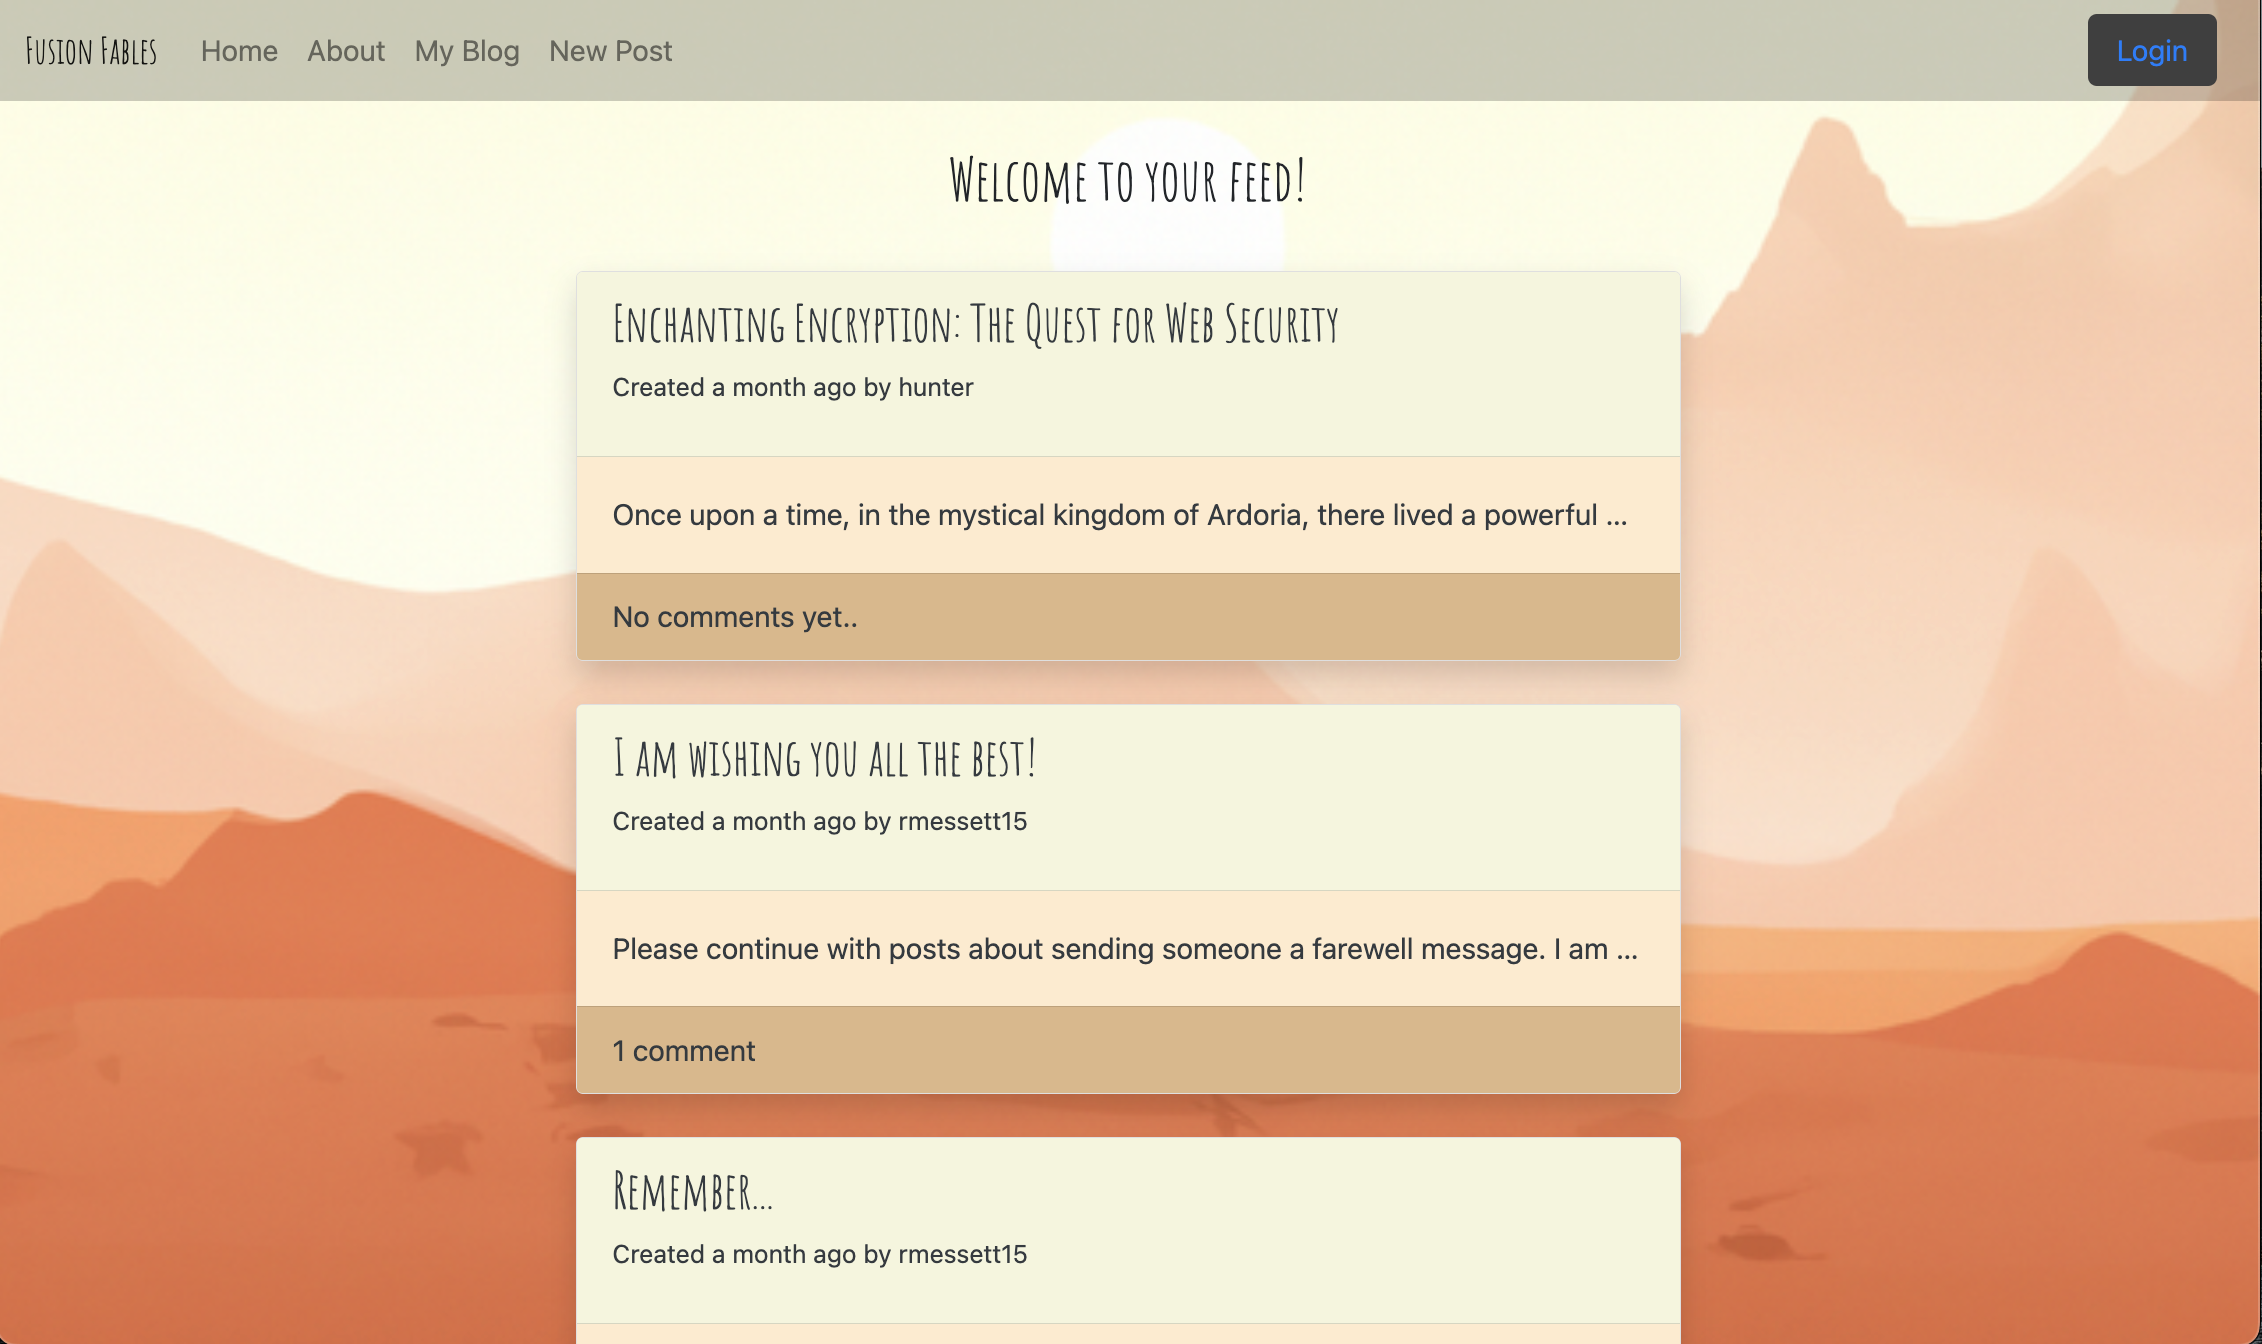 Fusion Fables Home About My Blog New Post Login
Welcome to your feed!
Enchanting Encryption: The Quest for Web Security
Created a month ago by hunter
Once upon a time, in the mystical kingdom of Ardoria, there lived a powerful ...
No comments yet..
I am wishing you all the best!
Created a month ago by rmessett15
Please continue with posts about sending someone a farewell message. I am ...
1 comment
Remember...
Created a month ago by rmessett15